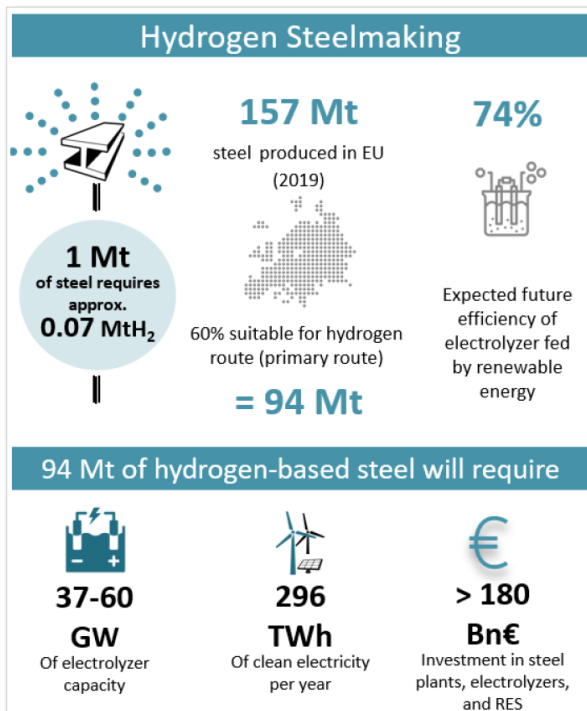 Hydrogen Steelmaking
1 Mt
of steel requires
approx.
0.07 MtH₂
157 Mt
steel produced in EU
(2019)
60% suitable for hydrogen
route (primary route)
= 94 Mt
74%
Expected future
efficiency of
electrolyzer fed
by renewable
energy
94 Mt of hydrogen-based steel will require
37-60
GW
Of electrolyzer
capacity
296
TWh
Of clean electricity
per year
€
> 180
Bn€
Investment in steel
plants, electrolyzers,
and RES